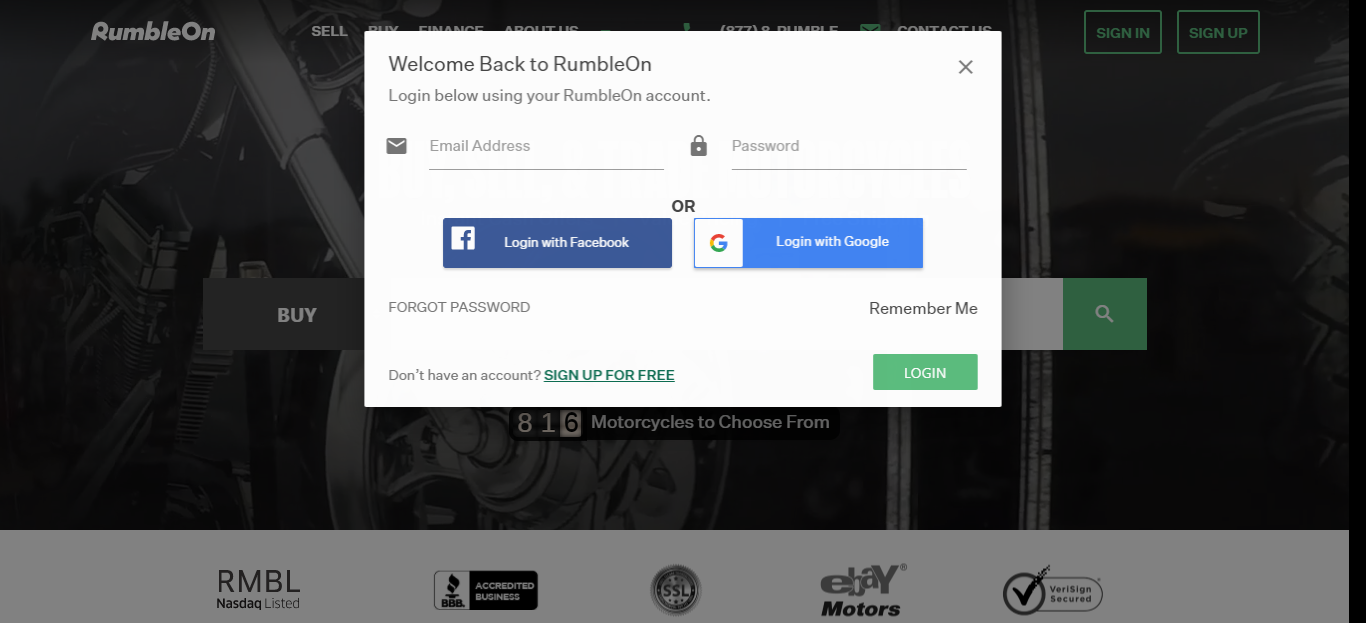 RumbleOn
SELL BUY FINANCE ABOUT US (877) 8-RUMBLE CONTACT US SIGN IN SIGN UP
Welcome Back to RumbleOn
Login below using your RumbleOn account.
Email Address Password
OR
Login with Facebook Login with Google
BUY
FORGOT PASSWORD Remember Me
Don't have an account? SIGN UP FOR FREE LOGIN
816 Motorcycles to Choose From
RMBL
Nasdaq Listed
BBB. ACCREDITED
BUSINESS
SSL
ebaY®
Motors
VeriSign
Secured